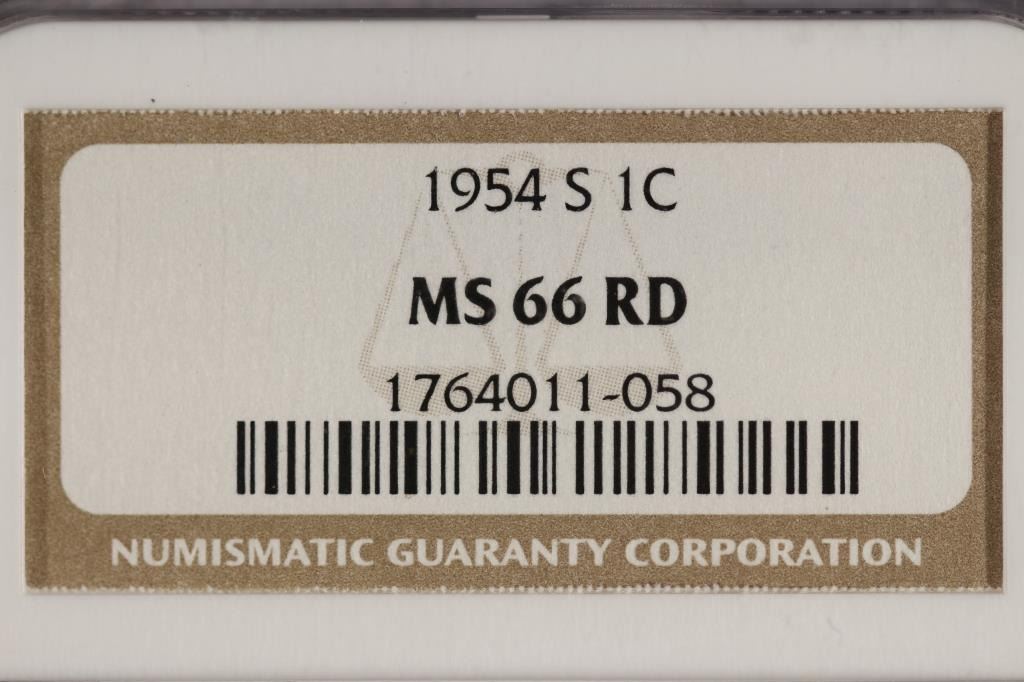 1954 S 1C
MS 66 RD
1764011-058
NUMISMATIC GUARANTY CORPORATION